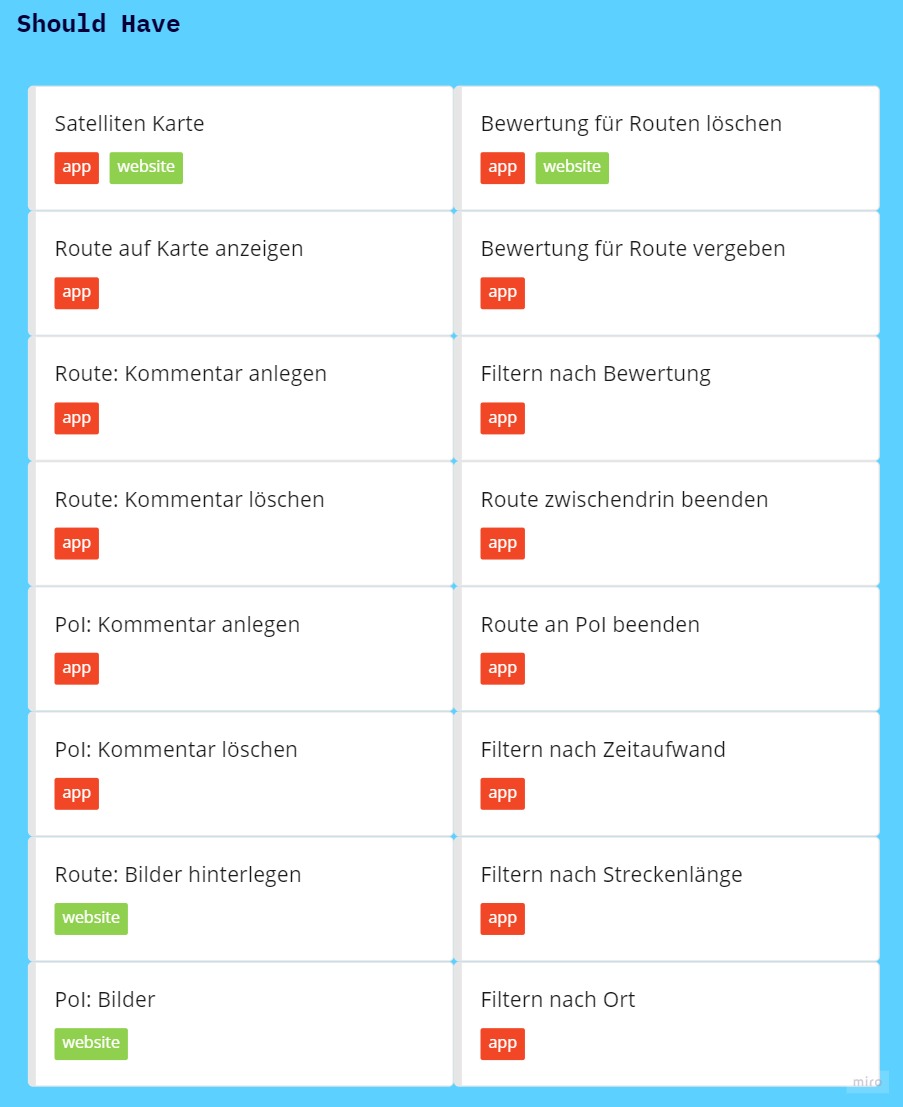 Should Have
Satelliten Karte
app website
Route auf Karte anzeigen
app
Route: Kommentar anlegen
app
Route: Kommentar löschen
app
PoI: Kommentar anlegen
app
PoI: Kommentar löschen
app
Route: Bilder hinterlegen
website
PoI: Bilder
website
Bewertung für Routen löschen
app website
Bewertung für Route vergeben
app
Filtern nach Bewertung
app
Route zwischendrin beenden
app
Route an PoI beenden
app
Filtern nach Zeitaufwand
app
Filtern nach Streckenlänge
app
Filtern nach Ort
app
miro